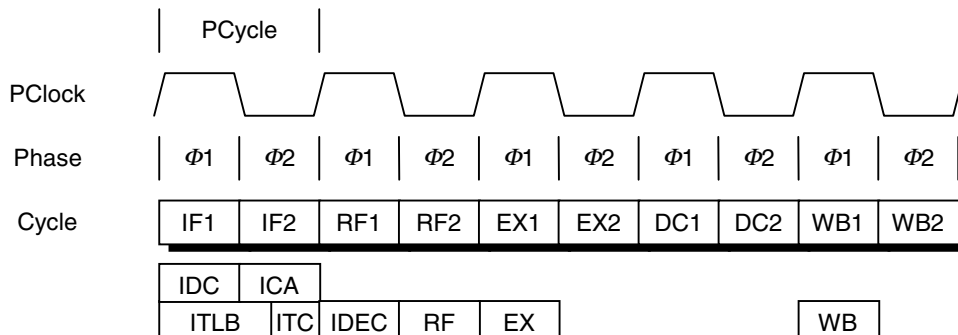 PCycle
PClock
Phase Φ1 Φ2 Φ1 Φ2 Φ1 Φ2 Φ1 Φ2 Φ1 Φ2
Cycle IF1 IF2 RF1 RF2 EX1 EX2 DC1 DC2 WB1 WB2
IDC ICA
ITLB ITC IDEC RF EX WB